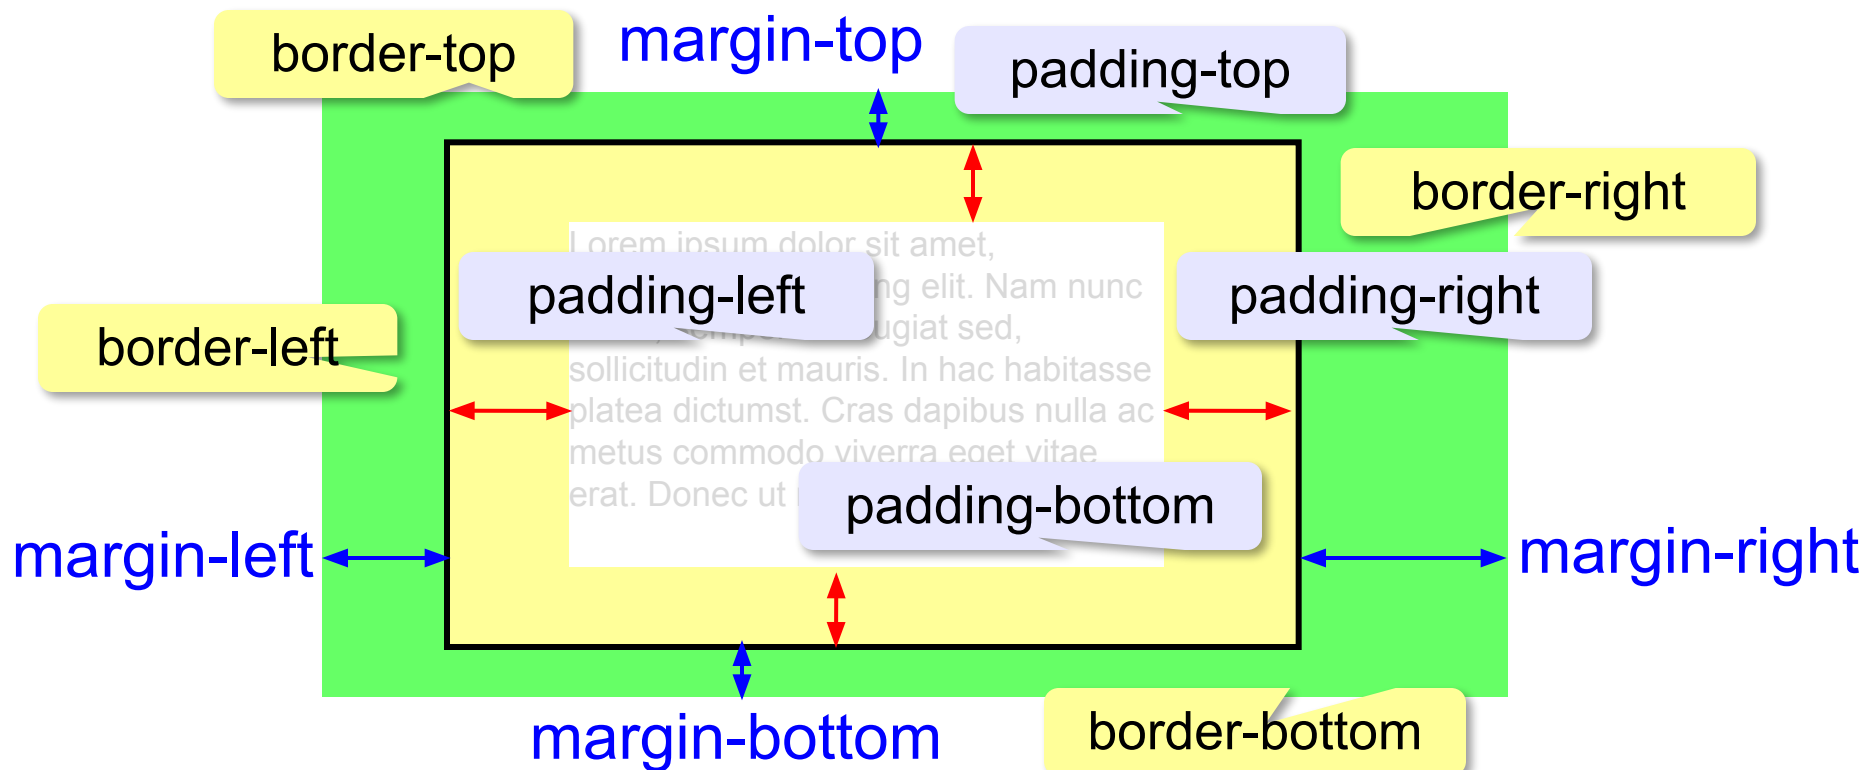 border-top
margin-top
padding-top
border-right
Lorem ipsum dolor sit amet,
padding-left
elit. Nam nunc
padding-right
border-left
sed,
sollicitudin et mauris. In hac habitasse
platea dictumst. Cras dapibus nulla ac
metus commodo viverra eget vitae
erat. Donec ut
padding-bottom
margin-left
margin-right
margin-bottom
border-bottom